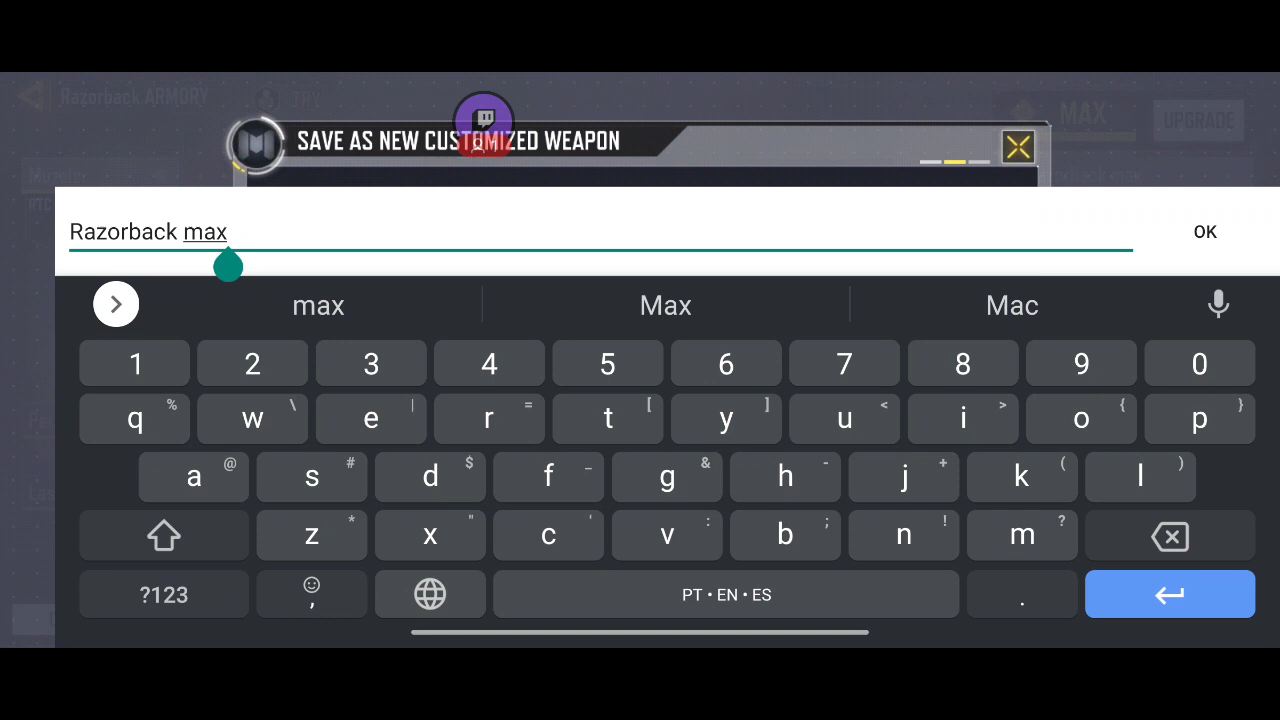 Razorback ARMORY
TRY
MAX
UPGRADE
SAVE AS NEW CUSTOMIZED WEAPON
Razorback max
OK
max
Max
Mac
1 2 3 4 5 6 7 8 9 0
q % w \ e | r = t [ y ] u < i > o { p }
a @ s # d $ f _ g & h - j + k ( l )
z * x " c ' v : b ; n ! m ?
?123 , PT • EN • ES .